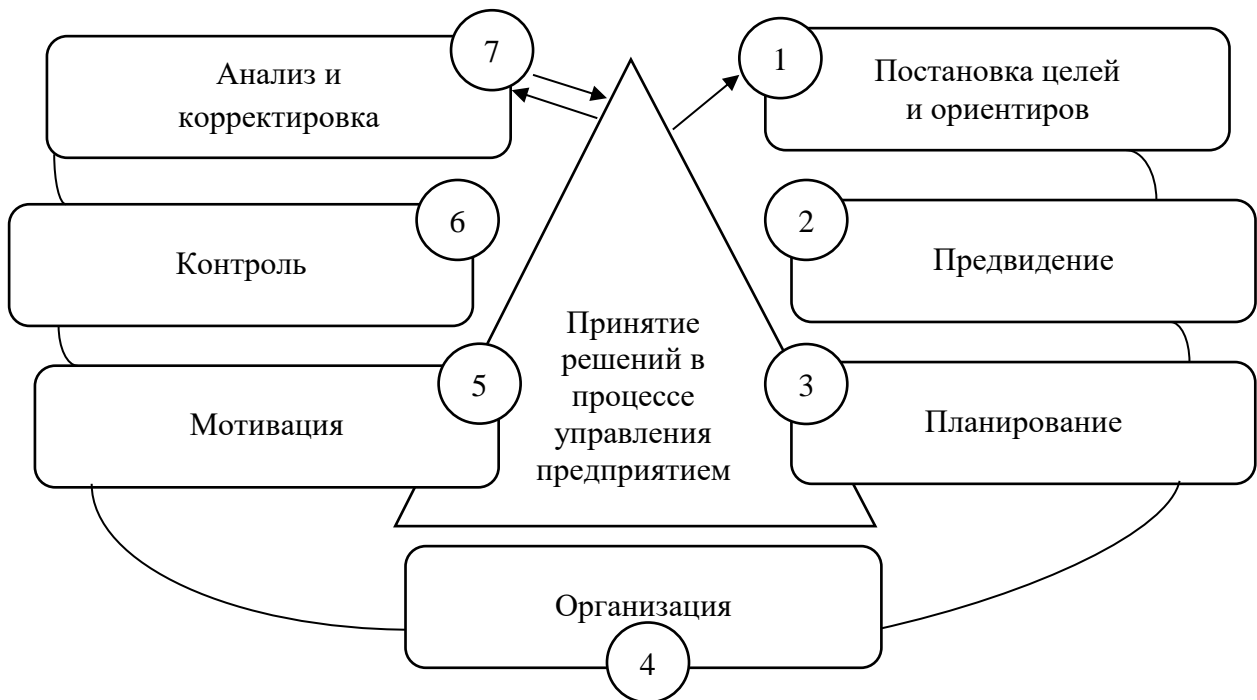 1
Постановка целей
и ориентиров
2
Предвидение
3
Планирование
Организация
4
5
Мотивация
6
Контроль
7
Анализ и
корректировка
Принятие
решений в
процессе
управления
предприятием